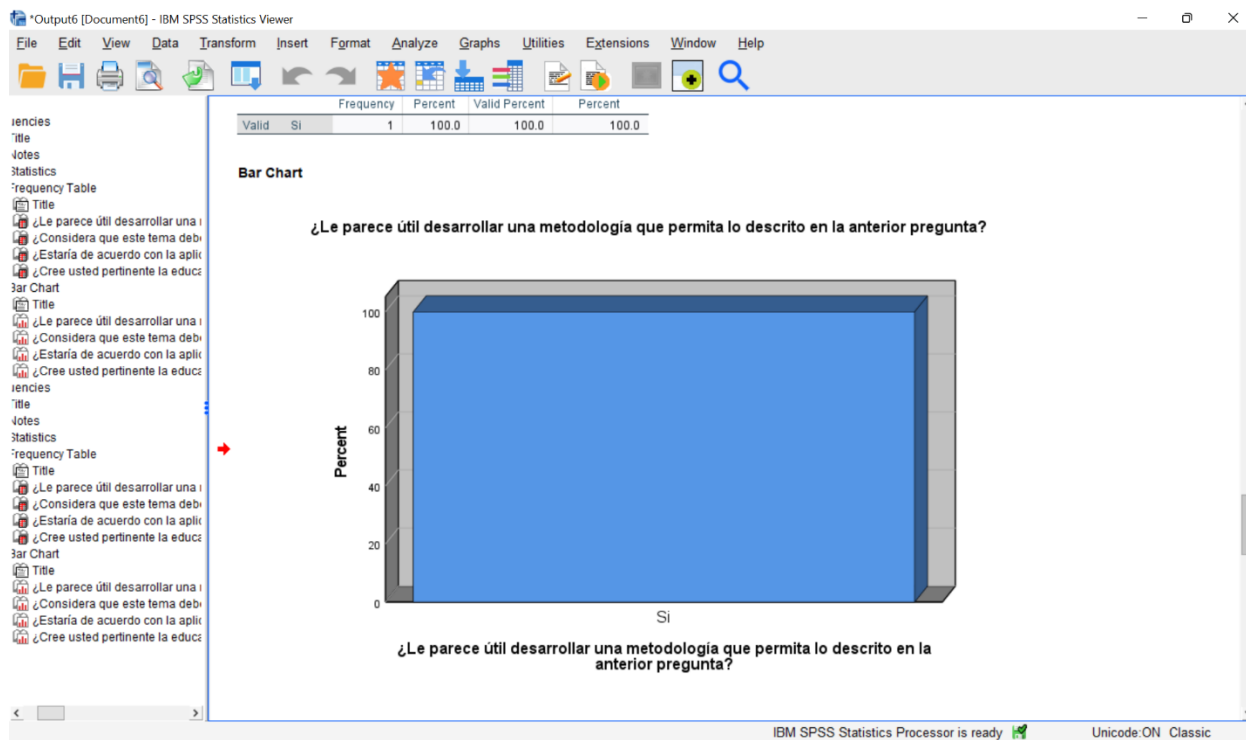 *Output6 [Document6] - IBM SPSS Statistics Viewer
File Edit View Data Transform Insert Format Analyze Graphs Utilities Extensions Window Help
iencies
Title
Notes
Statistics
Frequency Table
Title
¿Le parece útil desarrollar una
¿Considera que este tema deb
¿Estaría de acuerdo con la aplic
¿Cree usted pertinente la educa
Bar Chart
Title
¿Le parece útil desarrollar una
¿Considera que este tema deb
¿Estaría de acuerdo con la aplic
¿Cree usted pertinente la educa
iencies
Title
Notes
Statistics
Frequency Table
Title
¿Le parece útil desarrollar una
¿Considera que este tema deb
¿Estaría de acuerdo con la aplic
¿Cree usted pertinente la educa
Bar Chart
Title
¿Le parece útil desarrollar una
¿Considera que este tema deb
¿Estaría de acuerdo con la aplic
¿Cree usted pertinente la educa
Frequency Percent Valid Percent Percent
Valid Si 1 100.0 100.0 100.0
Bar Chart
¿Le parece útil desarrollar una metodología que permita lo descrito en la anterior pregunta?
Percent
100
80
60
40
20
0
Si
¿Le parece útil desarrollar una metodología que permita lo descrito en la
anterior pregunta?
IBM SPSS Statistics Processor is ready Unicode:ON Classic